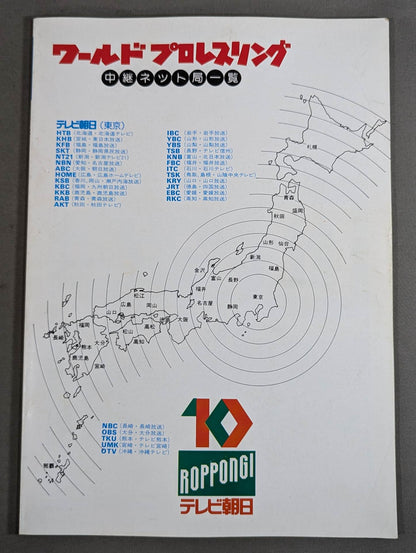 ワールドプロレスリング
中継ネット局一覧
テレビ朝日（東京）
HTB（北海道・北海道テレビ）
KHB（宮城・東日本放送）
KFB（福島・福島放送）
SKT（静岡・静岡県民放送）
NT21（新潟・新潟テレビ21）
NBN（愛知・名古屋放送）
ABC（大阪・朝日放送）
HOME（広島・広島ホームテレビ）
KSB（香川,岡山・瀬戸内海放送）
KBC（福岡・九州朝日放送）
KKB（鹿児島・鹿児島放送）
RAB（青森・青森放送）
AKT（秋田・秋田テレビ）
IBC（岩手・岩手放送）
YBC（山形・山形放送）
YBS（山梨・山梨放送）
TSB（長野・テレビ信州）
KNB（富山・北日本放送）
FBC（福井・福井放送）
ITC（石川・石川テレビ）
TSK（鳥取,島根・山陰中央テレビ）
KRY（山口・山口放送）
JRT（徳島・四国放送）
EBC（愛媛・愛媛放送）
RKC（高知・高知放送）
札幌
青森
秋田
盛岡
山形
仙台
新潟
福島
金沢
富山
長野
福井
東京
名古屋
静岡
松江
広島
岡山
山口
大阪
高松
松山
高知
福岡
長崎
大分
熊本
鹿児島
宮崎
那覇
NBC（長崎・長崎放送）
OBS（大分・大分放送）
TKU（熊本・テレビ熊本）
UMK（宮崎・テレビ宮崎）
OTV（沖縄・沖縄テレビ）
10
ROPPONGI
テレビ朝日